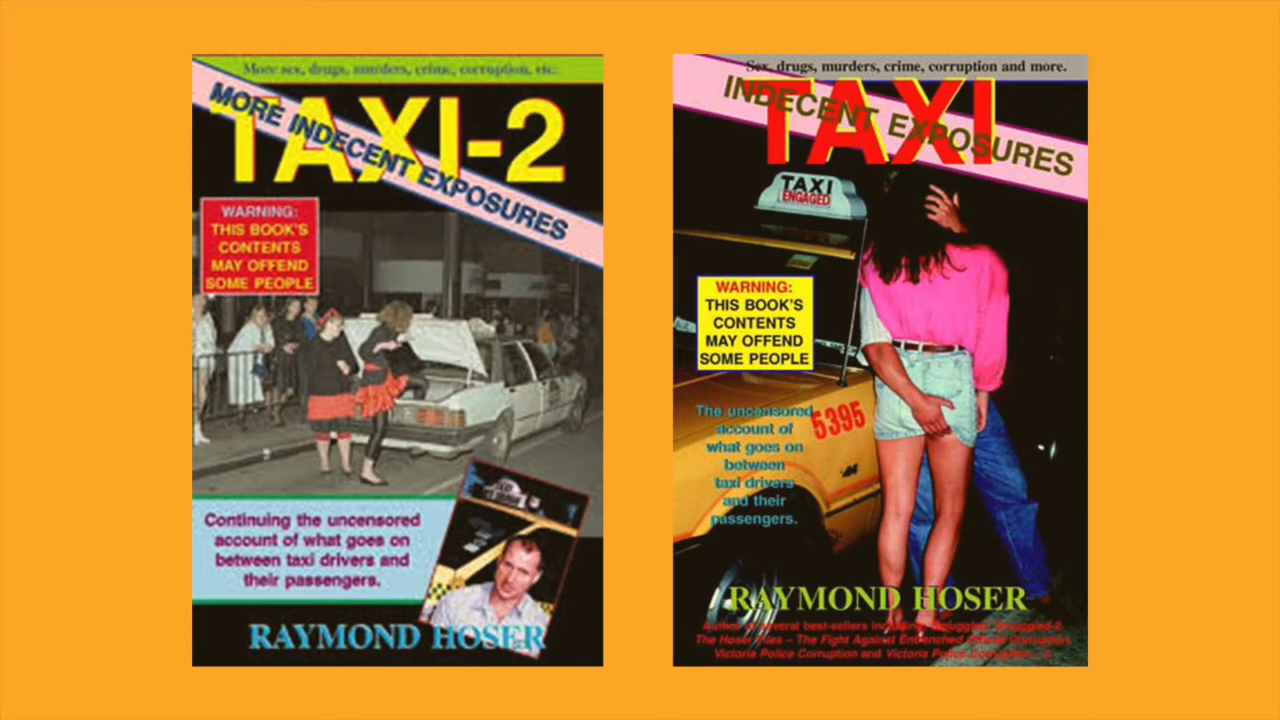 More sex, drugs, murders, crime, corruption, etc.
TAXI-2
MORE INDECENT EXPOSURES
WARNING:
THIS BOOK'S
CONTENTS
MAY OFFEND
SOME PEOPLE
Continuing the uncensored
account of what goes on
between taxi drivers and
their passengers.
RAYMOND HOSER
Sex, drugs, murders, crime, corruption and more.
TAXI
INDECENT EXPOSURES
TAXI
ENGAGED
WARNING:
THIS BOOK'S
CONTENTS
MAY OFFEND
SOME PEOPLE
The uncensored
account of
what goes on
between
taxi drivers
and their
passengers.
5395
RAYMOND HOSER
Author of several best-sellers including Smuggled, Smuggled-2,
The Hoser Files – The Fight Against Entrenched Official Corruption,
Victoria Police Corruption and Victoria Police Corruption – 2